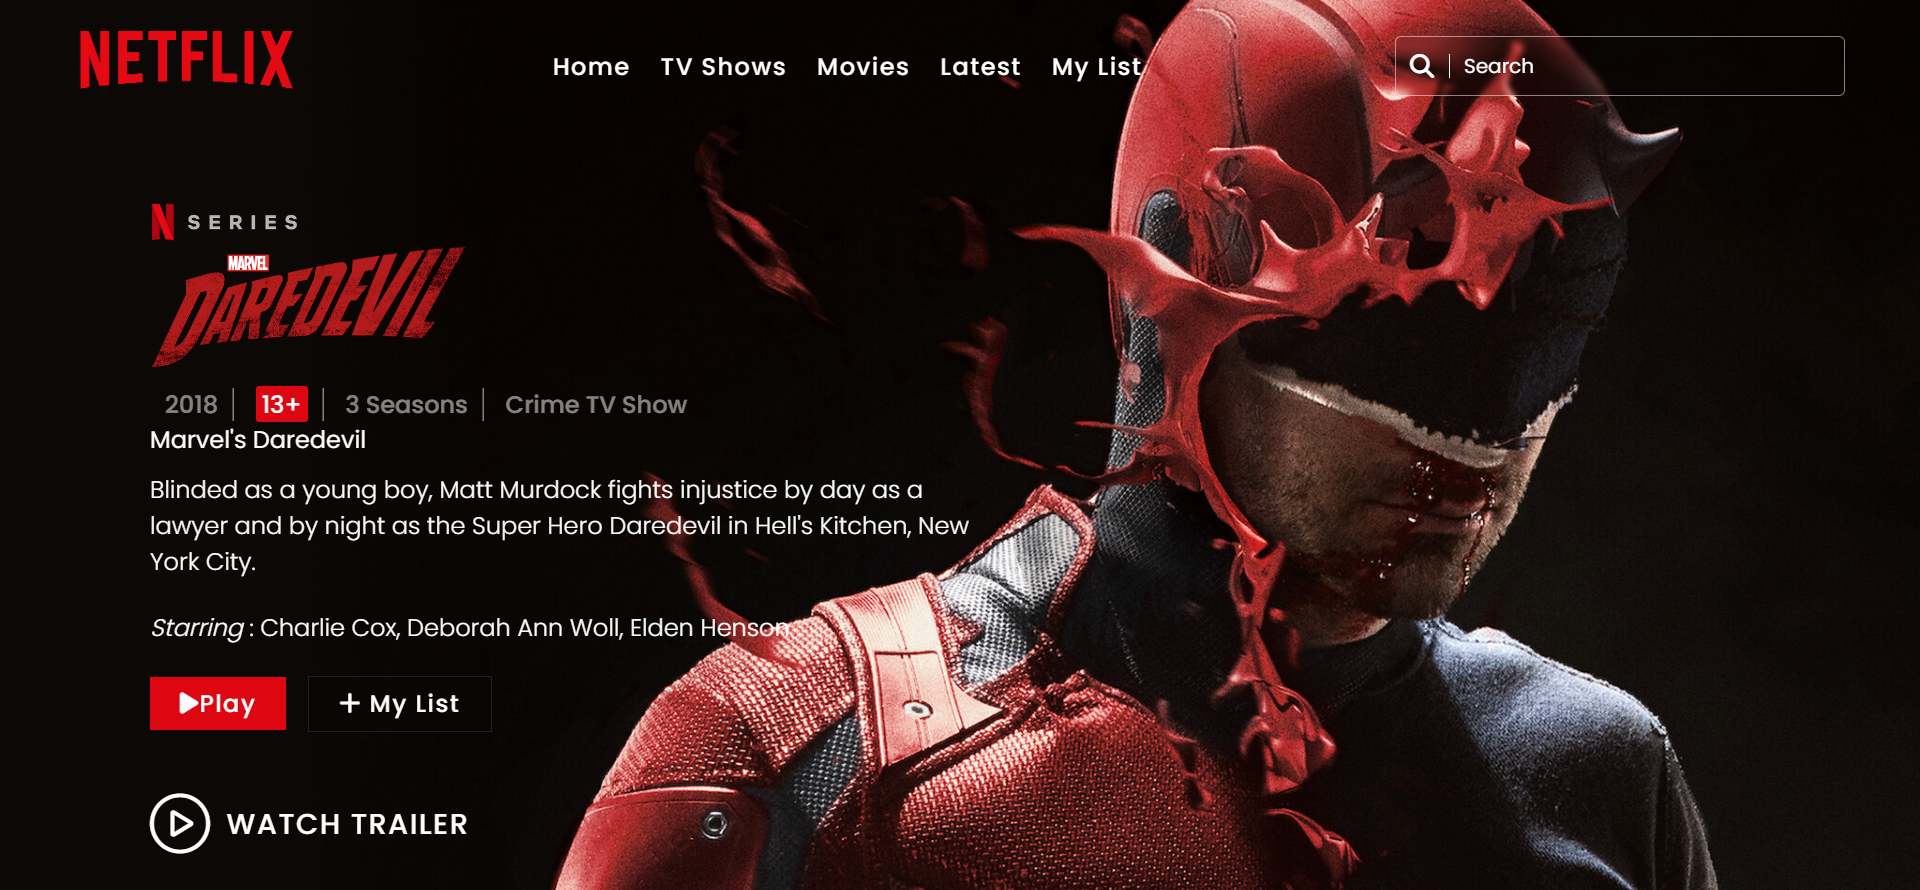 NETFLIX
Home TV Shows Movies Latest My List
Search
N SERIES
MARVEL
DAREDEVIL
2018 | 13+ | 3 Seasons | Crime TV Show
Marvel's Daredevil
Blinded as a young boy, Matt Murdock fights injustice by day as a
lawyer and by night as the Super Hero Daredevil in Hell's Kitchen, New
York City.
Starring : Charlie Cox, Deborah Ann Woll, Elden Henson
Play
+ My List
WATCH TRAILER